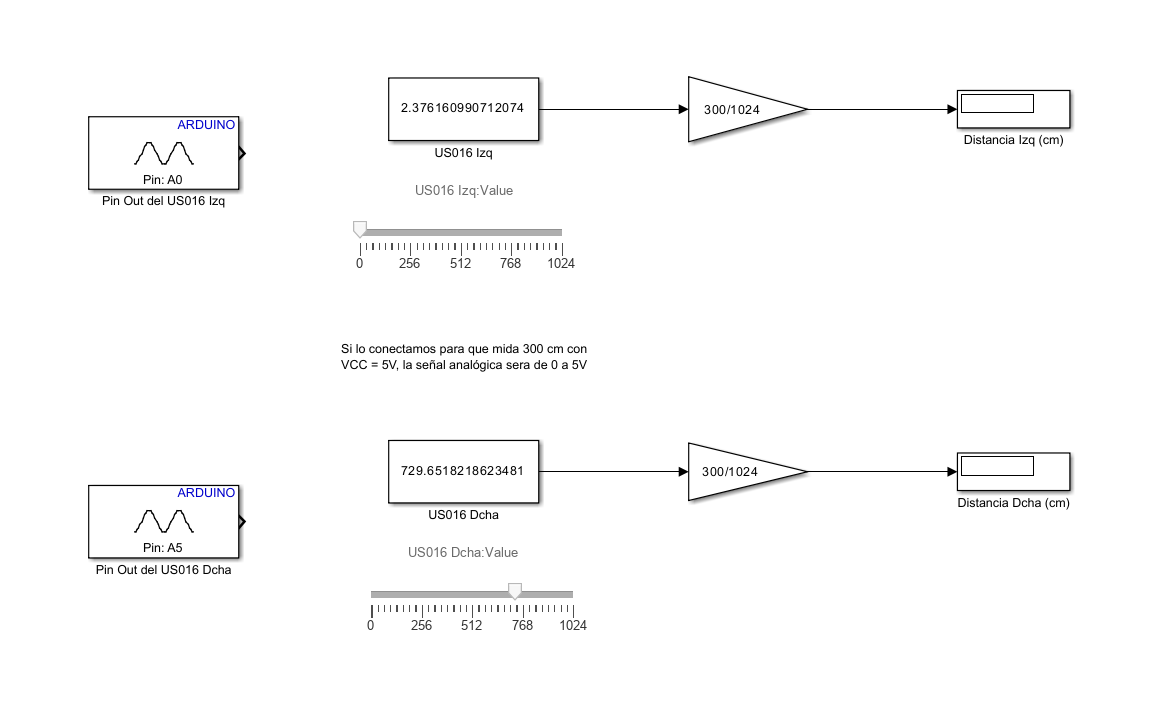 2.376160990712074
300/1024
ARDUINO
Distancia Izq (cm)
US016 Izq
Pin: A0
US016 Izq:Value
Pin Out del US016 Izq
0 256 512 768 1024
Si lo conectamos para que mida 300 cm con
VCC = 5V, la señal analógica sera de 0 a 5V
729.6518218623481
300/1024
ARDUINO
Distancia Dcha (cm)
US016 Dcha
Pin: A5
US016 Dcha:Value
Pin Out del US016 Dcha
0 256 512 768 1024